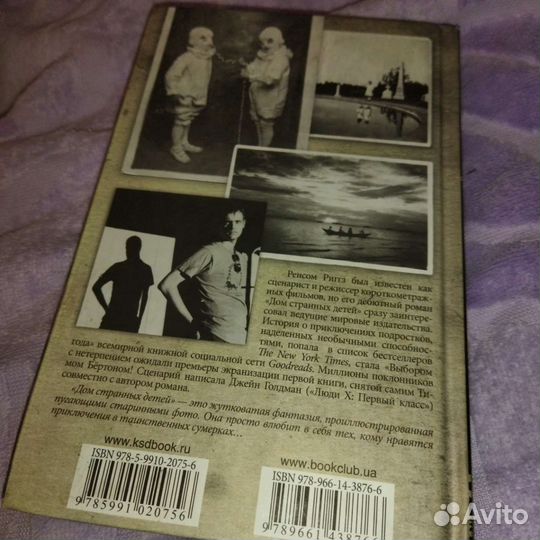 Ренсом Риггз был известен как
сценарист и режиссер короткометраж-
ных фильмов, но его дебютный роман
«Дом странных детей» сразу заинтере-
совал ведущие мировые издательства.
История о приключениях подростков,
наделенных необычными способнос-
тями, попала в список бестселлеров
The New York Times, стала «Выбором
года» всемирной книжной социальной сети Goodreads. Миллионы поклонников
с нетерпением ожидали премьеры экранизации первой книги, снятой самим Ти-
мом Бёртоном! Сценарий написала Джейн Голдман («Люди X: Первый класс»)
совместно с автором романа.
«Дом странных детей» — это жутковатая фантазия, проиллюстрированная
пугающими старинными фото. Она просто влюбит в себя тех, кому нравятся
приключения в таинственных сумерках...
www.ksdbook.ru
ISBN 978-5-9910-2075-6
9785991020756
www.bookclub.ua
ISBN 978-966-14-3876-6
9789661438766
Avito